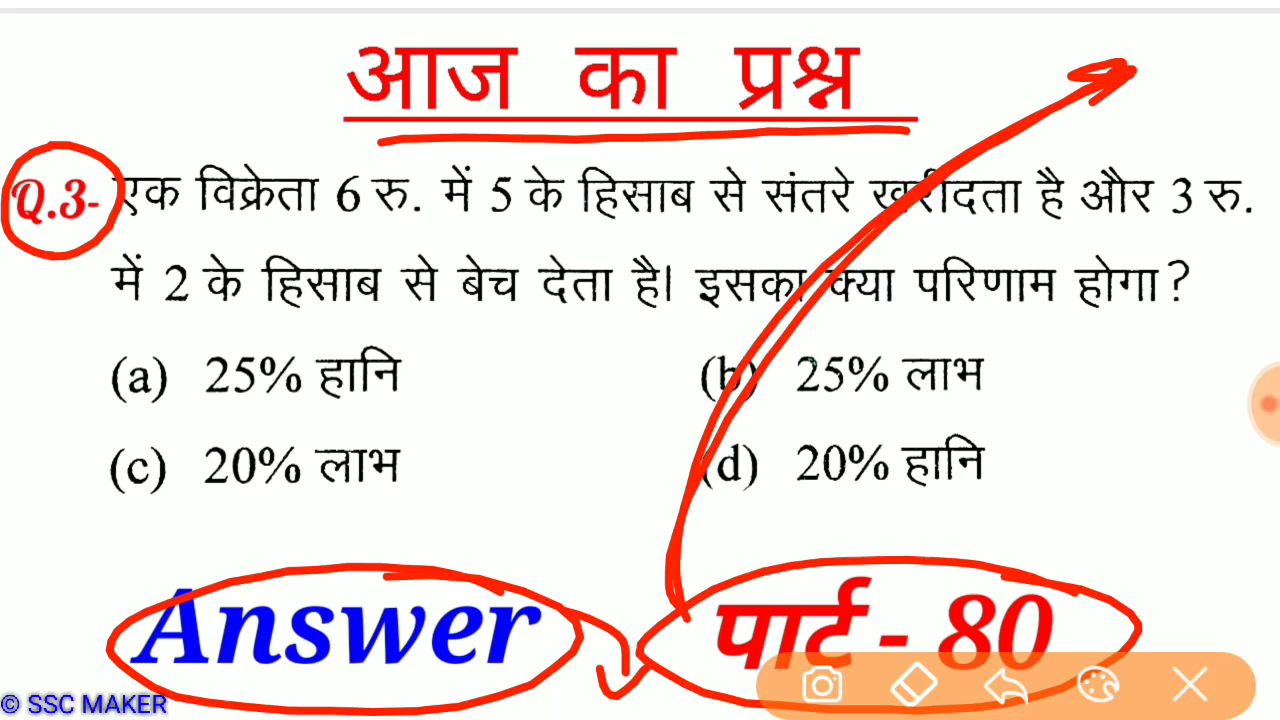 आज का प्रश्न
Q.3- एक विक्रेता 6 रु. में 5 के हिसाब से संतरे खरीदता है और 3 रु.
में 2 के हिसाब से बेच देता है। इसका क्या परिणाम होगा?
(a) 25% हानि (b) 25% लाभ
(c) 20% लाभ (d) 20% हानि
Answer पार्ट - 80
© SSC MAKER